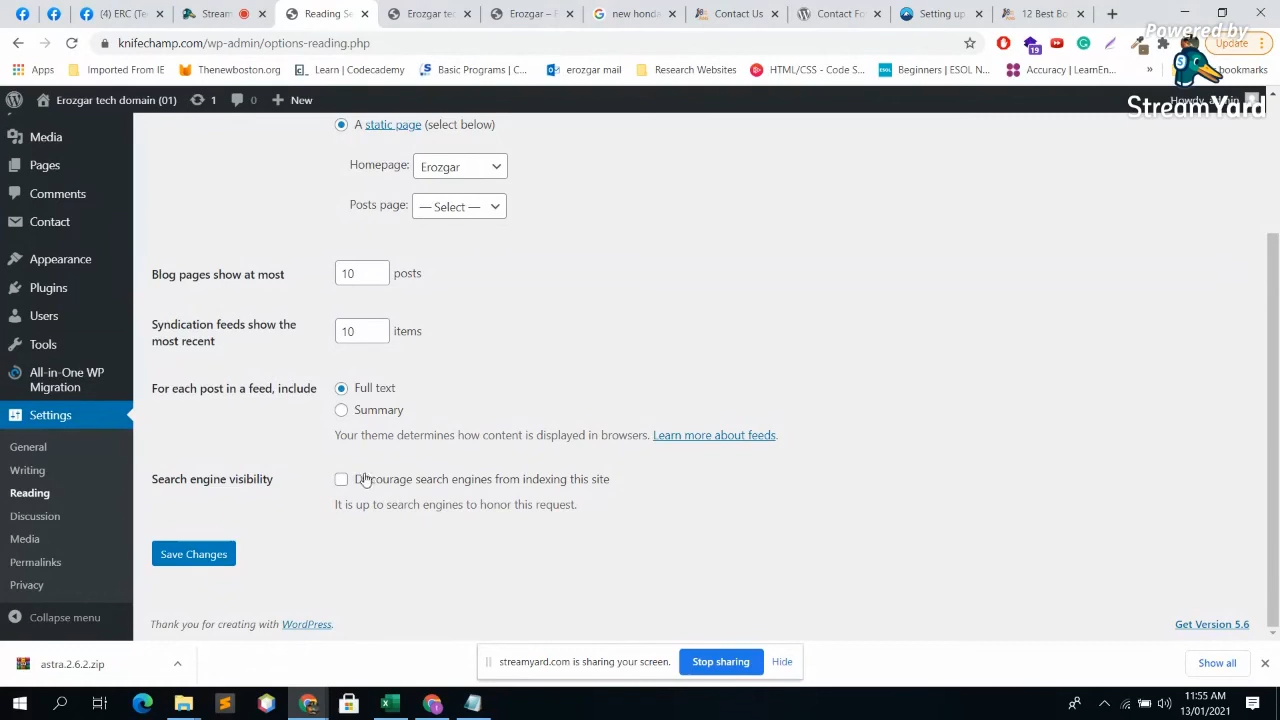 (4) ERC (Te
Stream
Reading Se
Erozgar tec
Erozgar – E
new honda
Contact Us
Contact Fo
Setting up
12 Best Bo
Powered by
knifechamp.com/wp-admin/options-reading.php
19
Update
Apps
Imported From IE
Thenewboston.org
Learn | Codecademy
Basic Programs (C...
erozgar mail
Research Websites
HTML/CSS - Code S...
Beginners | ESOL N...
Accuracy | LearnEn...
»
bookmarks
Erozgar tech domain (01)
1
0
New
Howdy, admin
StreamYard
Media
Pages
Comments
Contact
Appearance
Plugins
Users
Tools
All-in-One WP
Migration
Settings
General
Writing
Reading
Discussion
Media
Permalinks
Privacy
Collapse menu
A static page (select below)
Homepage: Erozgar
Posts page: — Select —
Blog pages show at most 10 posts
Syndication feeds show the
most recent 10 items
For each post in a feed, include Full text
Summary
Your theme determines how content is displayed in browsers. Learn more about feeds.
Search engine visibility Discourage search engines from indexing this site
It is up to search engines to honor this request.
Save Changes
Thank you for creating with WordPress.
Get Version 5.6
astra.2.6.2.zip
streamyard.com is sharing your screen.
Stop sharing
Hide
Show all
11:55 AM
13/01/2021